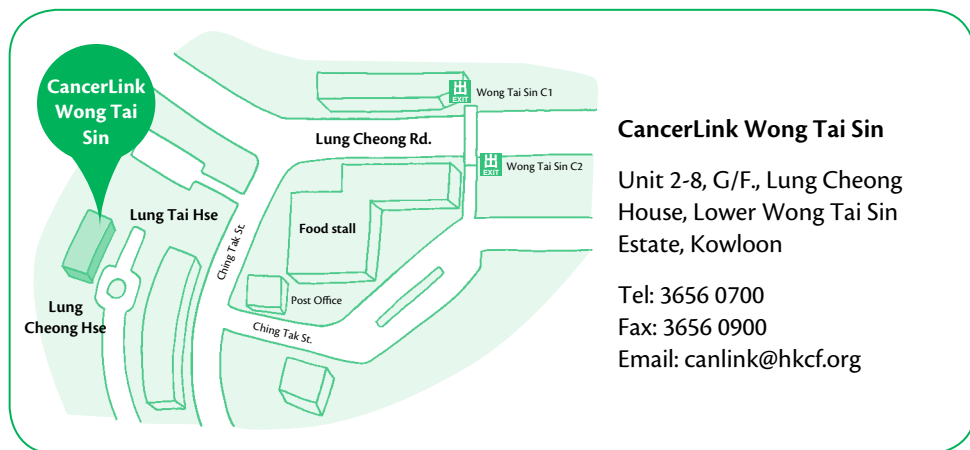 CancerLink
Wong Tai
Sin
EXIT
Wong Tai Sin C1
Lung Cheong Rd.
EXIT
Wong Tai Sin C2
Lung Tai Hse
Ching Tak St.
Food stall
Post Office
Lung
Cheong Hse
Ching Tak St.
CancerLink Wong Tai Sin
Unit 2-8, G/F., Lung Cheong
House, Lower Wong Tai Sin
Estate, Kowloon
Tel: 3656 0700
Fax: 3656 0900
Email: canlink@hkcf.org